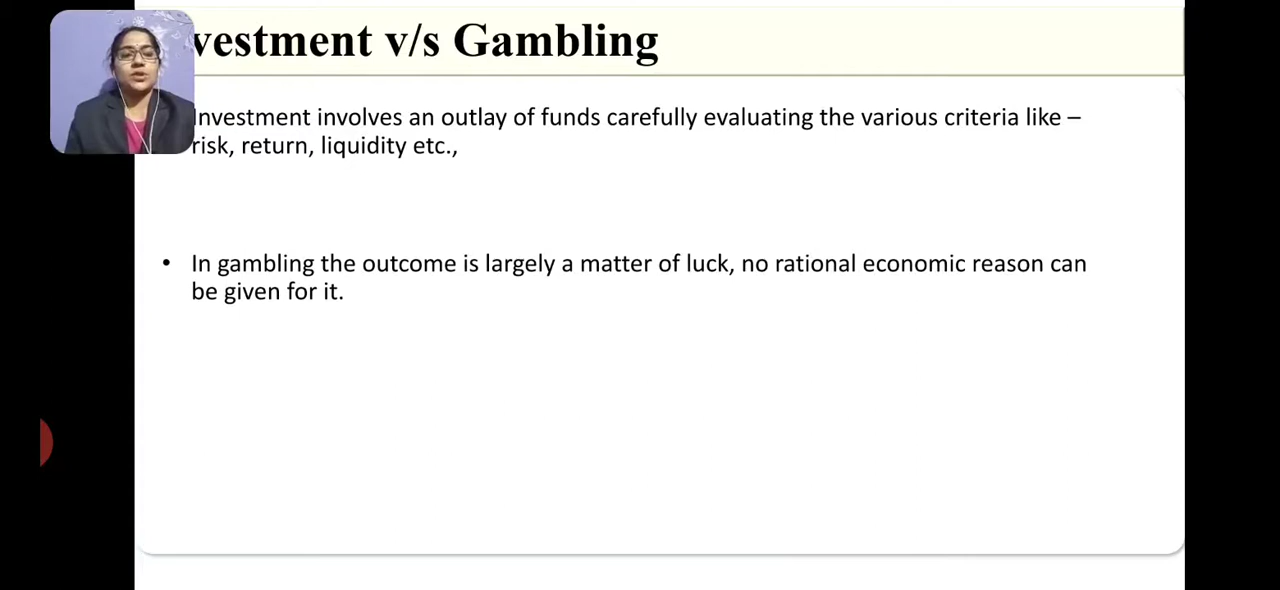 vestment v/s Gambling
Investment involves an outlay of funds carefully evaluating the various criteria like –
risk, return, liquidity etc.,
• In gambling the outcome is largely a matter of luck, no rational economic reason can
be given for it.